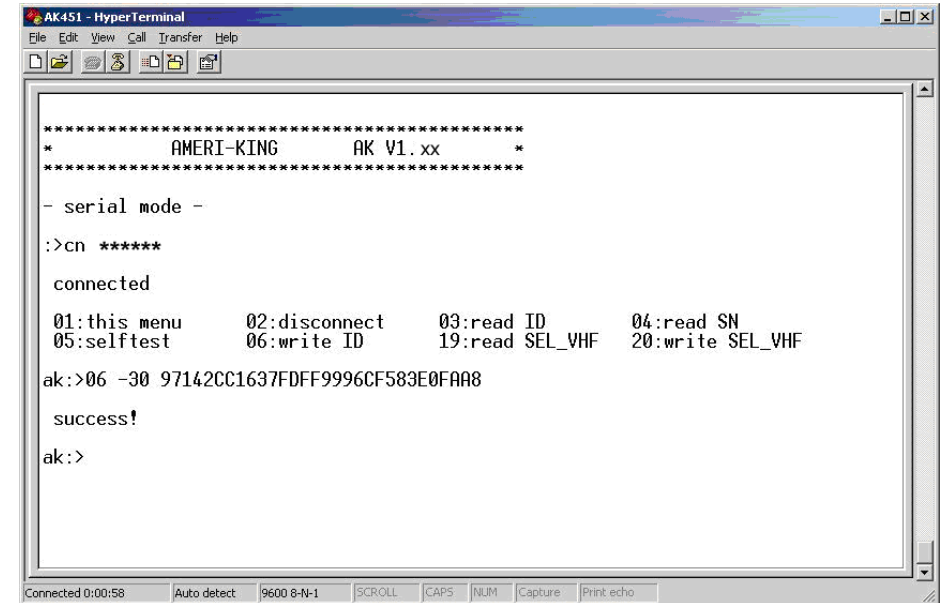 AK451 - HyperTerminal
File Edit View Call Transfer Help
*********************************************
* AMERI-KING AK V1.xx *
*********************************************
- serial mode -
:>cn ******
connected
01:this menu 02:disconnect 03:read ID 04:read SN
05:selftest 06:write ID 19:read SEL_VHF 20:write SEL_VHF
ak:>06 -30 97142CC1637FDFF9996CF583E0FAA8
success!
ak:>
Connected 0:00:58 Auto detect 9600 8-N-1 SCROLL CAPS NUM Capture Print echo